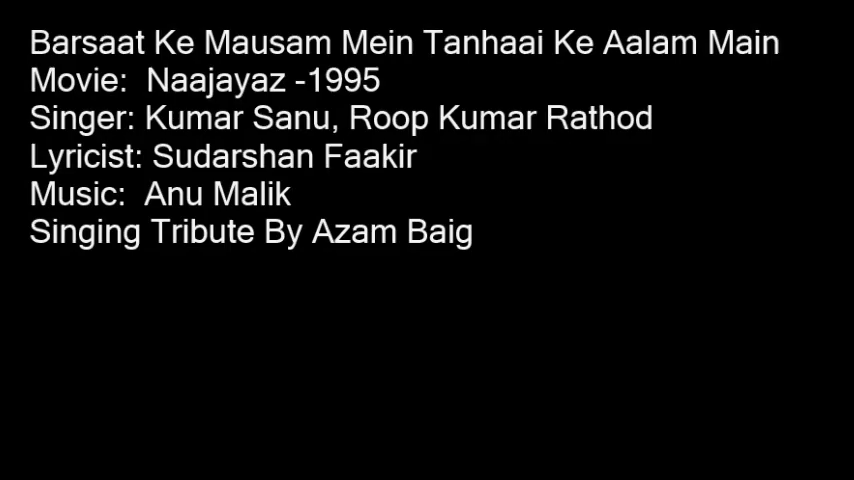 Barsaat Ke Mausam Mein Tanhaai Ke Aalam Main
Movie:  Naajayaz -1995
Singer: Kumar Sanu, Roop Kumar Rathod
Lyricist: Sudarshan Faakir
Music:  Anu Malik
Singing Tribute By Azam Baig